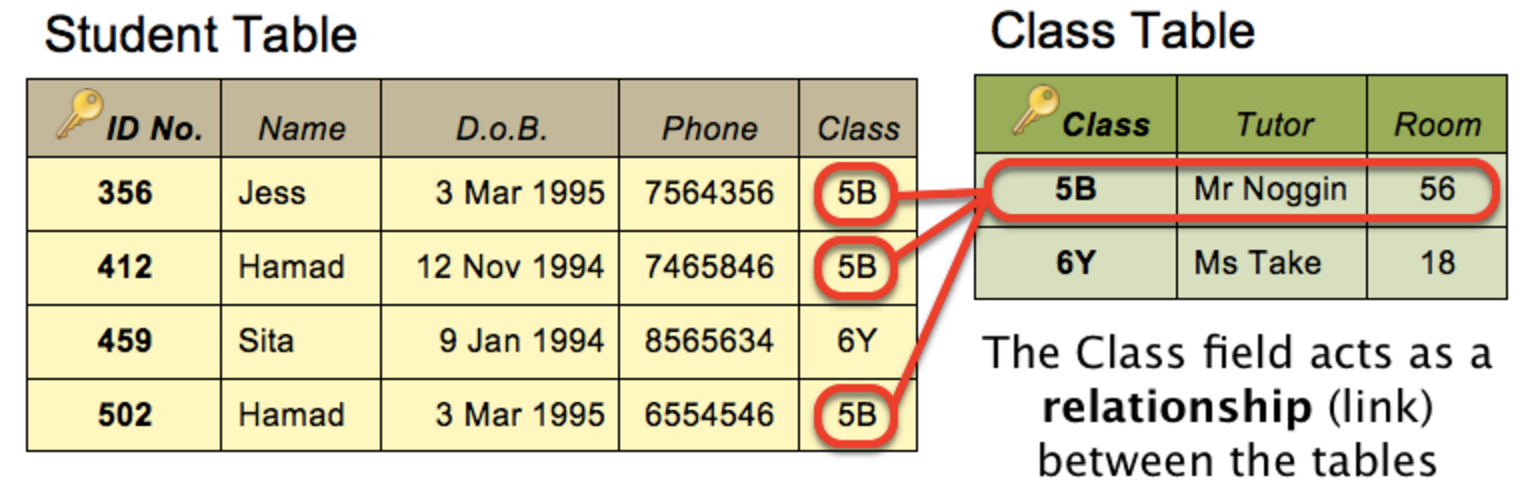 Student Table
ID No. Name D.o.B. Phone Class
356 Jess 3 Mar 1995 7564356 5B
412 Hamad 12 Nov 1994 7465846 5B
459 Sita 9 Jan 1994 8565634 6Y
502 Hamad 3 Mar 1995 6554546 5B
Class Table
Class Tutor Room
5B Mr Noggin 56
6Y Ms Take 18
The Class field acts as a
relationship (link)
between the tables